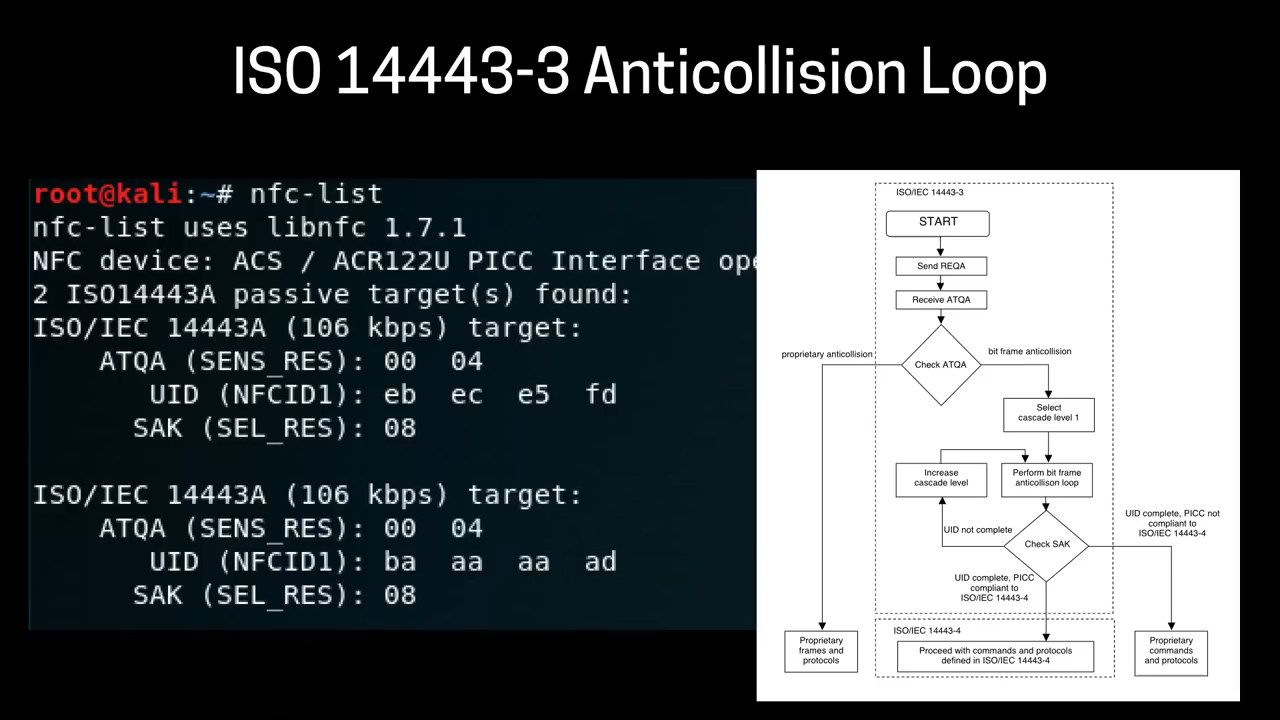 ISO 14443-3 Anticollision Loop
root@kali:~# nfc-list
nfc-list uses libnfc 1.7.1
NFC device: ACS / ACR122U PICC Interface ope
2 ISO14443A passive target(s) found:
ISO/IEC 14443A (106 kbps) target:
ATQA (SENS_RES): 00 04
UID (NFCID1): eb ec e5 fd
SAK (SEL_RES): 08
ISO/IEC 14443A (106 kbps) target:
ATQA (SENS_RES): 00 04
UID (NFCID1): ba aa aa ad
SAK (SEL_RES): 08
ISO/IEC 14443-3
START
Send REQA
Receive ATQA
proprietary anticollision
Check ATQA
bit frame anticollision
Select
cascade level 1
Increase
cascade level
Perform bit frame
anticollison loop
UID not complete
Check SAK
UID complete, PICC not
compliant to
ISO/IEC 14443-4
UID complete, PICC
compliant to
ISO/IEC 14443-4
ISO/IEC 14443-4
Proprietary
frames and
protocols
Proceed with commands and protocols
defined in ISO/IEC 14443-4
Proprietary
commands
and protocols